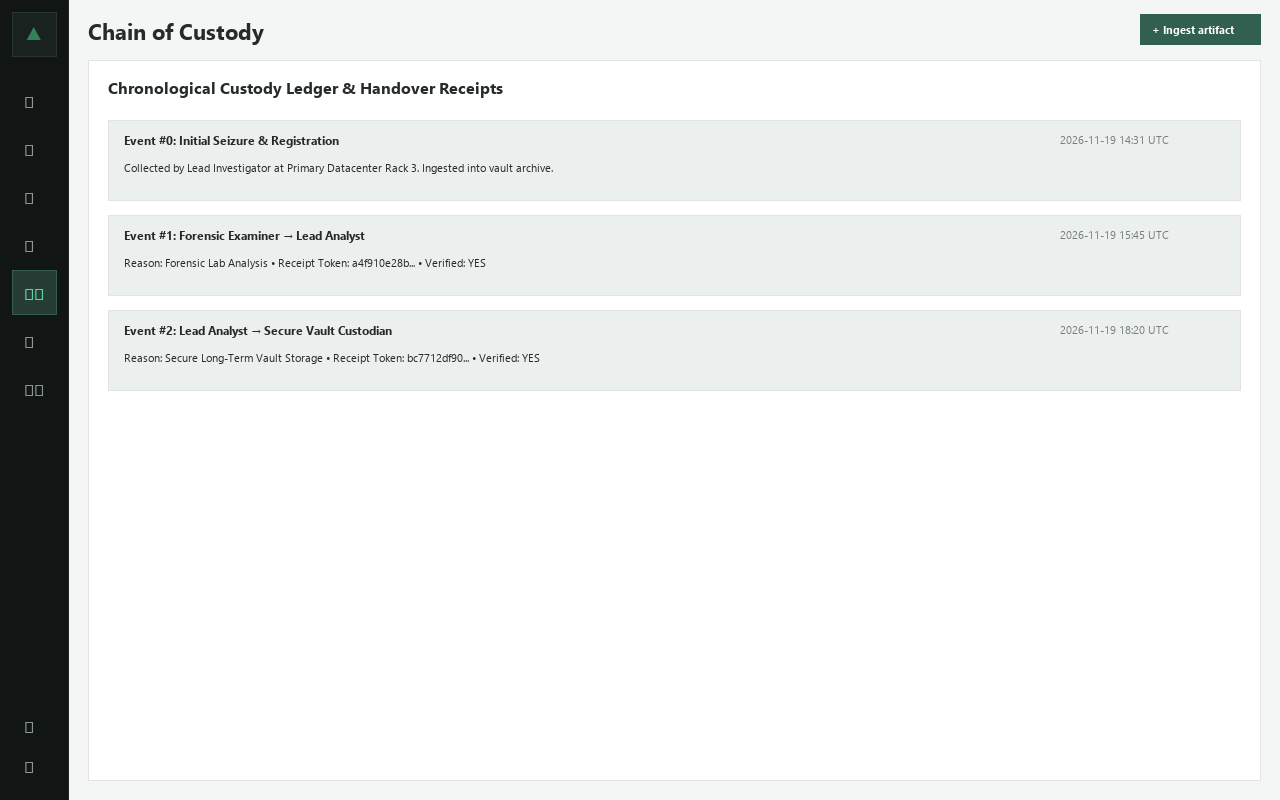 Chain of Custody
+ Ingest artifact
Chronological Custody Ledger & Handover Receipts
Event #0: Initial Seizure & Registration
2026-11-19 14:31 UTC
Collected by Lead Investigator at Primary Datacenter Rack 3. Ingested into vault archive.
Event #1: Forensic Examiner → Lead Analyst
2026-11-19 15:45 UTC
Reason: Forensic Lab Analysis • Receipt Token: a4f910e28b... • Verified: YES
Event #2: Lead Analyst → Secure Vault Custodian
2026-11-19 18:20 UTC
Reason: Secure Long-Term Vault Storage • Receipt Token: bc7712df90... • Verified: YES